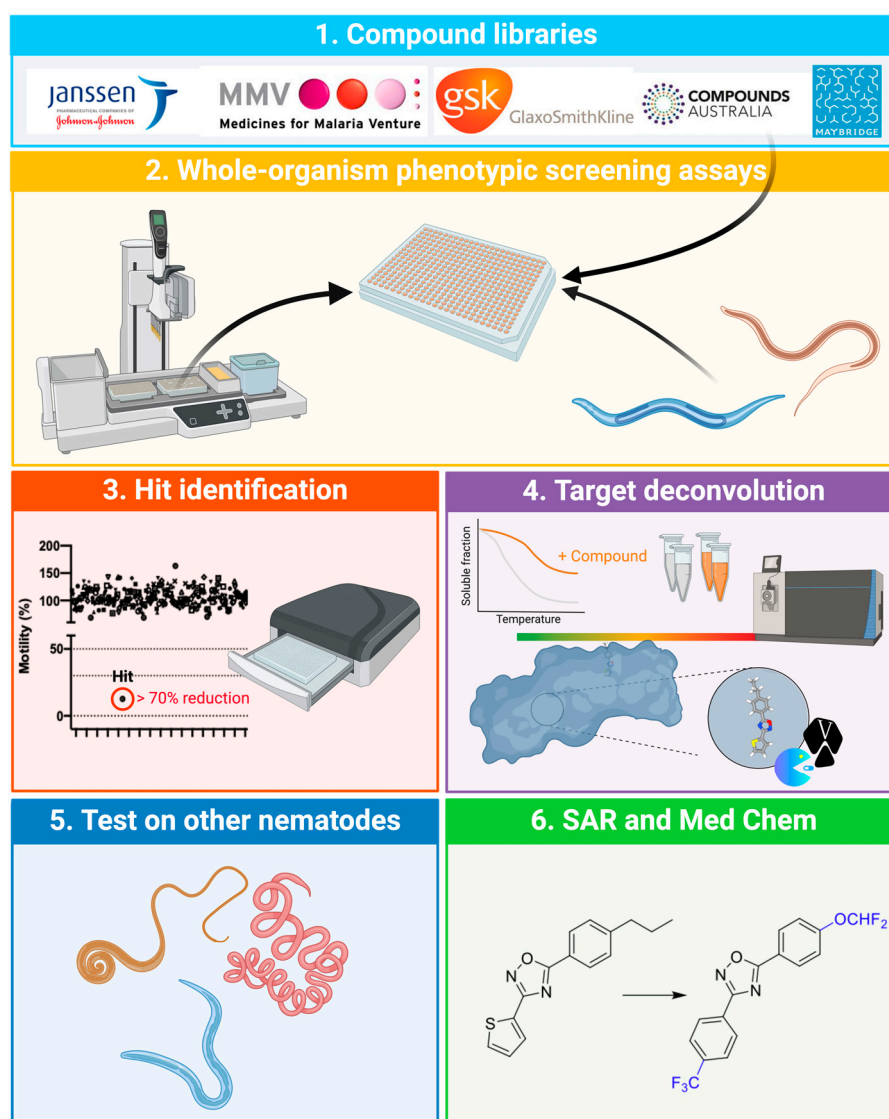 1. Compound libraries
Janssen
PHARMACEUTICAL COMPANIES OF
Johnson & Johnson
MMV
Medicines for Malaria Venture
gsk
GlaxoSmithKline
COMPOUNDS
AUSTRALIA
MAYBRIDGE
2. Whole-organism phenotypic screening assays
3. Hit identification
Motility (%)
200
150
100
50
0
Hit
> 70% reduction
4. Target deconvolution
Soluble fraction
+ Compound
Temperature
V
5. Test on other nematodes
6. SAR and Med Chem
O
N
N
S
OCHF₂
O
N
N
F₃C